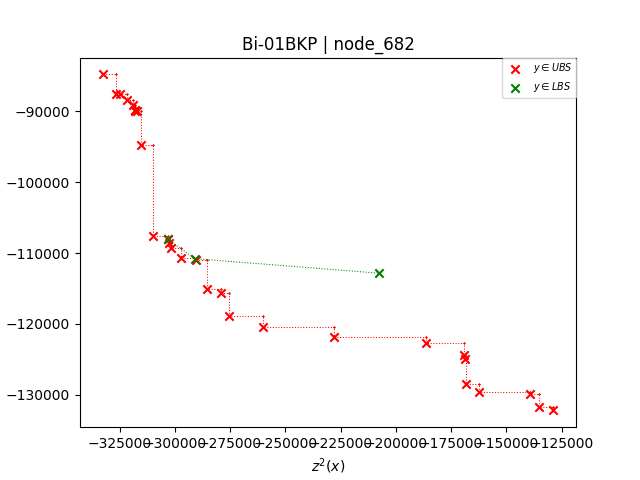 Bi-01BKP | node_682
y ∈ UBS
y ∈ LBS
−90000
−100000
−110000
−120000
−130000
−325000 −300000 −275000 −250000 −225000 −200000 −175000 −150000 −125000
z²(x)